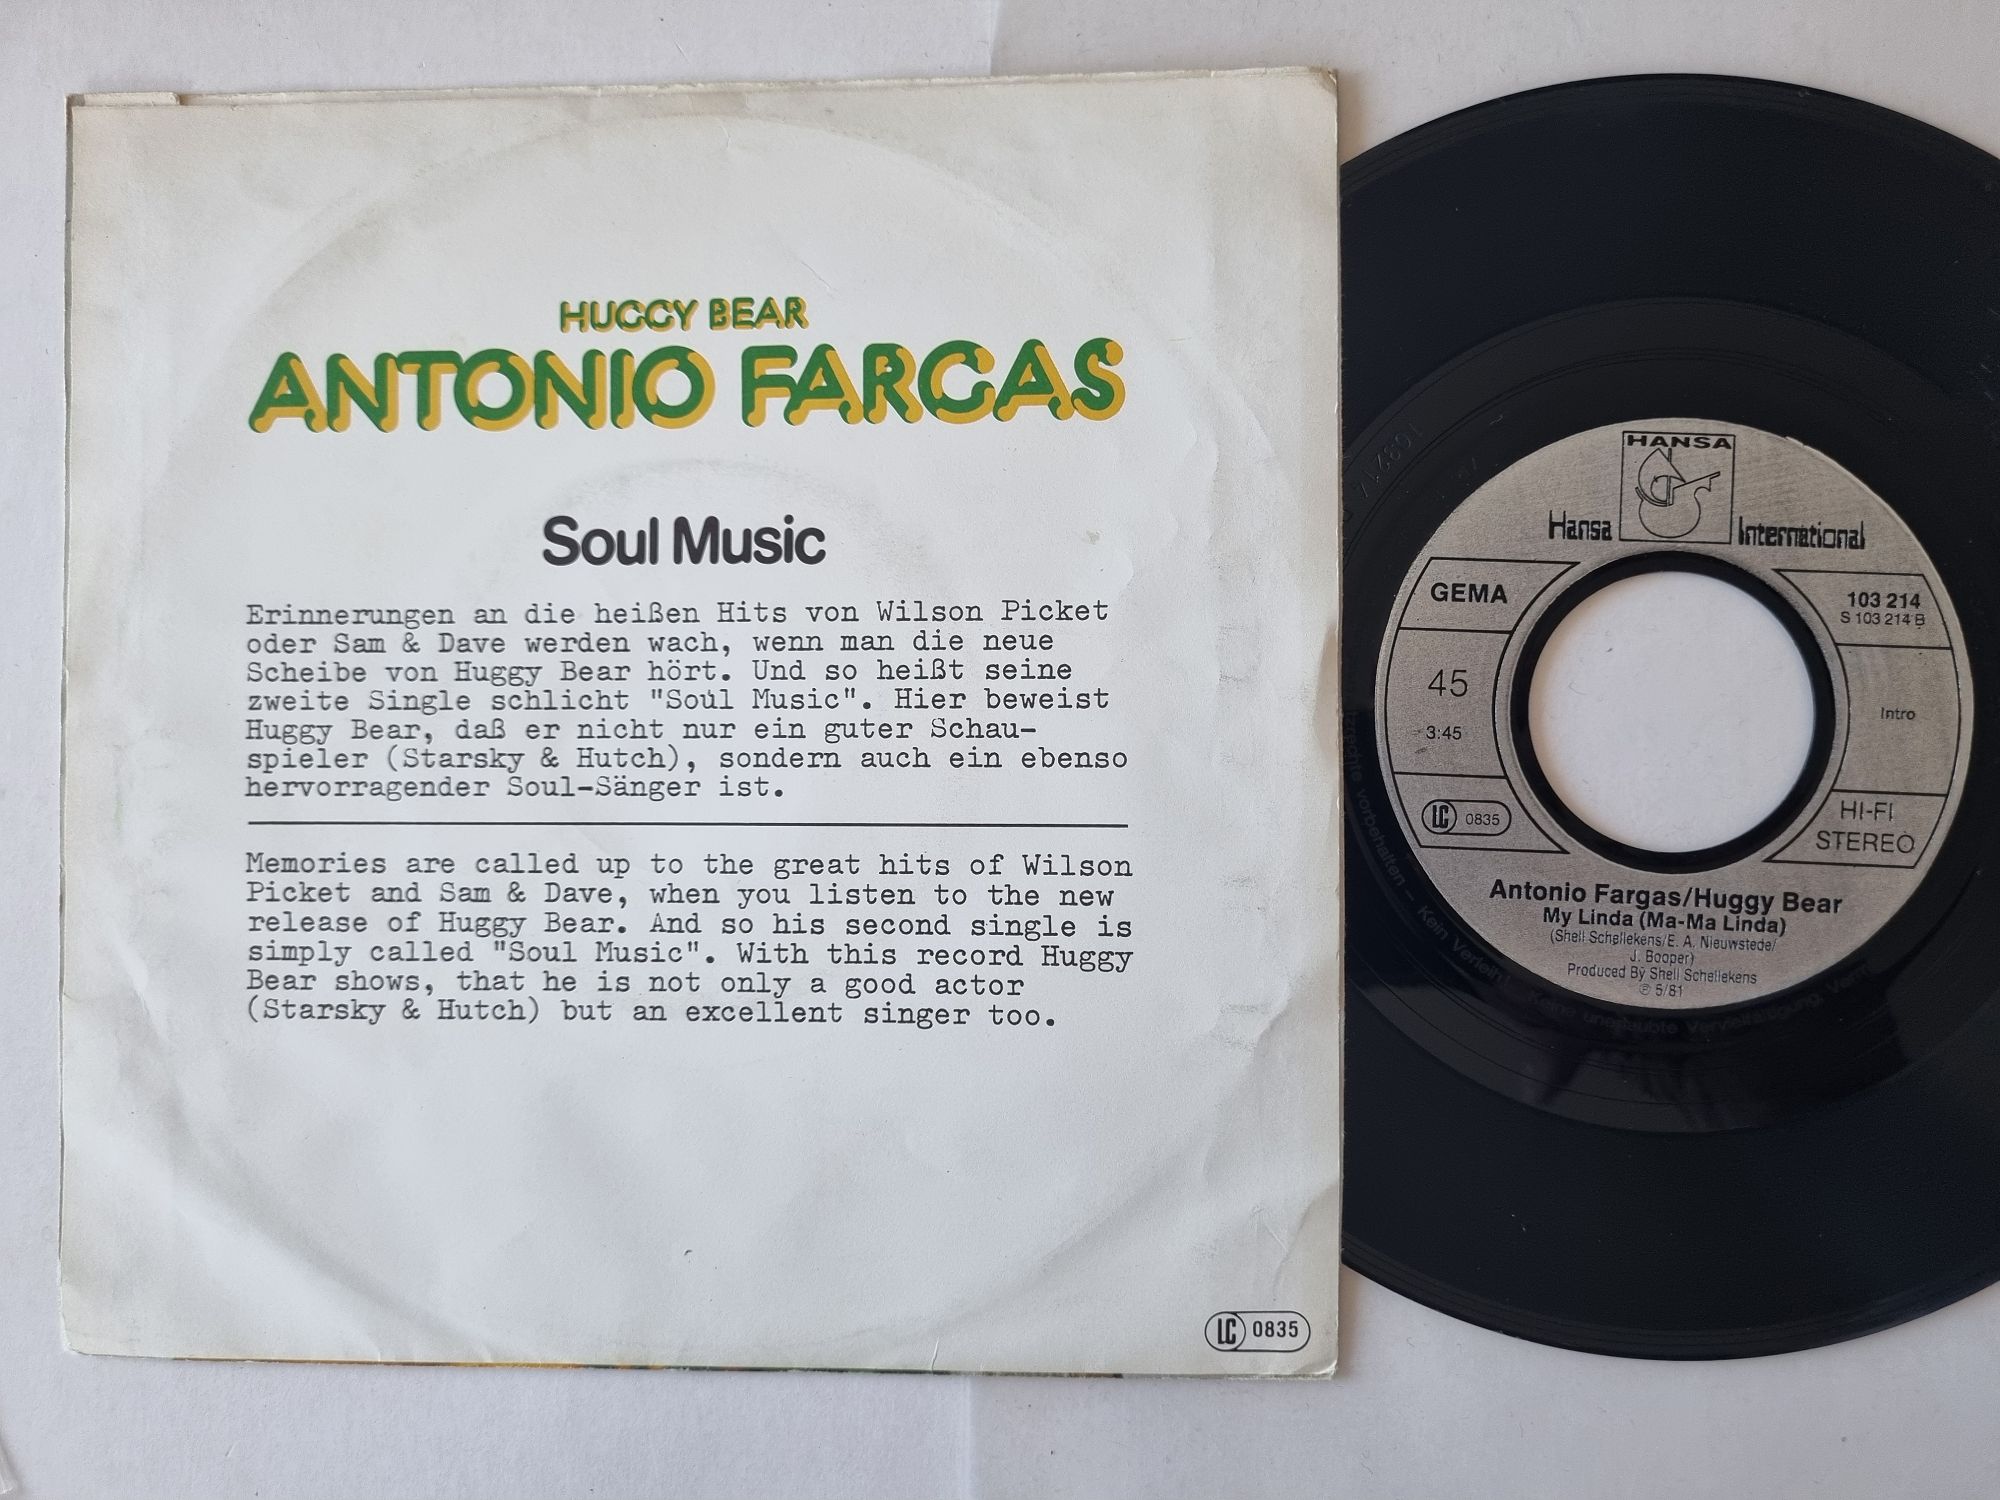 HUGGY BEAR
ANTONIO FARGAS
Soul Music
Erinnerungen an die heißen Hits von Wilson Picket
oder Sam & Dave werden wach, wenn man die neue
Scheibe von Huggy Bear hört. Und so heißt seine
zweite Single schlicht "Soul Music". Hier beweist
Huggy Bear, daß er nicht nur ein guter Schau-
spieler (Starsky & Hutch), sondern auch ein ebenso
hervorragender Soul-Sänger ist.
Memories are called up to the great hits of Wilson
Picket and Sam & Dave, when you listen to the new
release of Huggy Bear. And so his second single is
simply called "Soul Music". With this record Huggy
Bear shows, that he is not only a good actor
(Starsky & Hutch) but an excellent singer too.
LC 0835
HANSA
Hansa International
GEMA
103 214
S 103 214 B
45
3:45
Intro
LC 0835
HI-FI
STEREO
Antonio Fargas/Huggy Bear
My Linda (Ma-Ma Linda)
(Shell Schellekens/E. A. Nieuwstede/
J. Booper)
Produced By Shell Schellekens
℗ 5/81
vorbehalten – Kein Verleih! Keine unerlaubte Vervielfältigung,